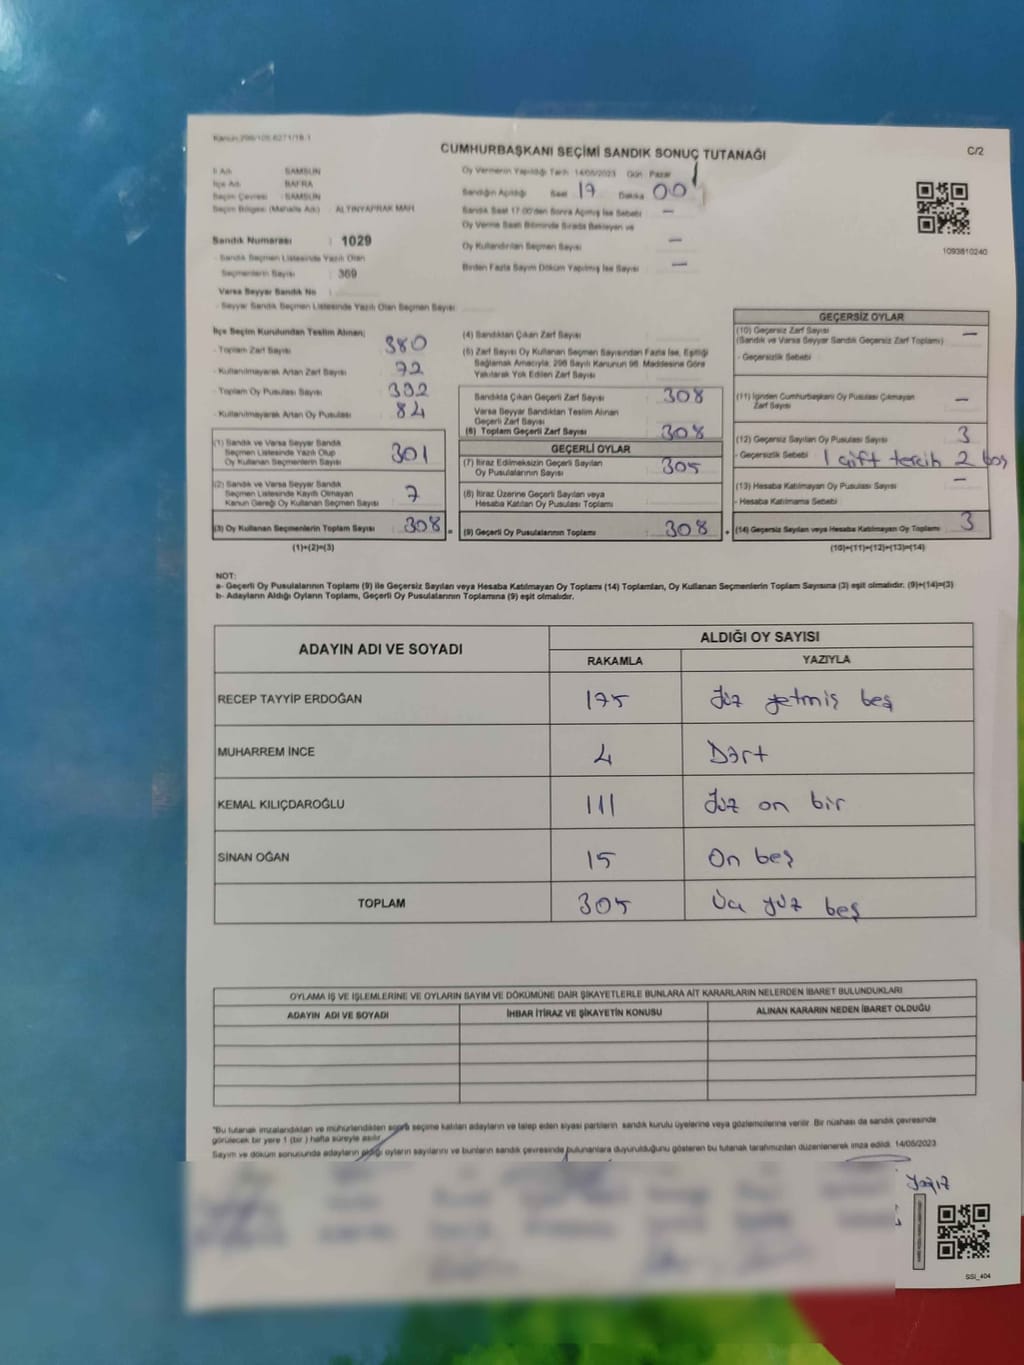 Kanun:298/105,6271/18-1
CUMHURBAŞKANI SEÇİMİ SANDIK SONUÇ TUTANAĞI
C/2
İl Adı SAMSUN
İlçe Adı BAFRA
Seçim Çevresi SAMSUN
Seçim Bölgesi (Mahalle Adı) : ALTINYAPRAK MAH.
Sandık Numarası : 1029
- Sandık Seçmen Listesinde Yazılı Olan
Seçmenlerin Sayısı : 369
Varsa Seyyar Sandık No
- Seyyar Sandık Seçmen Listesinde Yazılı Olan Seçmen Sayısı
Oy Vermenin Yapıldığı Tarih 14/05/2023 Gün : Pazar
Sandığın Açıldığı Saat 17 Dakika 00
Sandık Saat 17.00'den Sonra Açılmış İse Sebebi —
Oy Verme Saati Bitiminde Sırada Bekleyen ve
Oy Kullandırılan Seçmen Sayısı —
Birden Fazla Sayım Döküm Yapılmış İse Sayısı —
1093810240
İlçe Seçim Kurulundan Teslim Alınan;
- Toplam Zarf Sayısı 380
- Kullanılmayarak Artan Zarf Sayısı 72
- Toplam Oy Pusulası Sayısı 392
- Kullanılmayarak Artan Oy Pusulası 84
(1) Sandık ve Varsa Seyyar Sandık
Seçmen Listesinde Yazılı Olup
Oy Kullanan Seçmenlerin Sayısı 301
(2) Sandık ve Varsa Seyyar Sandık
Seçmen Listesinde Kayıtlı Olmayan
Kanun Gereği Oy Kullanan Seçmen Sayısı 7
(3) Oy Kullanan Seçmenlerin Toplam Sayısı 308 =
(1)+(2)=(3)
(4) Sandıktan Çıkan Zarf Sayısı
(5) Zarf Sayısı Oy Kullanan Seçmen Sayısından Fazla İse, Eşitliği
Sağlamak Amacıyla; 298 Sayılı Kanunun 98. Maddesine Göre
Yakılarak Yok Edilen Zarf Sayısı
Sandıkta Çıkan Geçerli Zarf Sayısı 308
Varsa Seyyar Sandıktan Teslim Alınan
Geçerli Zarf Sayısı
(6) Toplam Geçerli Zarf Sayısı 308
GEÇERLİ OYLAR
(7) İtiraz Edilmeksizin Geçerli Sayılan
Oy Pusulalarının Sayısı 305
(8) İtiraz Üzerine Geçerli Sayılan veya
Hesaba Katılan Oy Pusulası Toplamı
(9) Geçerli Oy Pusulalarının Toplamı 308 +
GEÇERSİZ OYLAR
(10) Geçersiz Zarf Sayısı —
(Sandık ve Varsa Seyyar Sandık Geçersiz Zarf Toplamı)
- Geçersizlik Sebebi
(11) İçinden Cumhurbaşkanı Oy Pusulası Çıkmayan
Zarf Sayısı —
(12) Geçersiz Sayılan Oy Pusulası Sayısı 3
- Geçersizlik Sebebi 1 çift tercih 2 boş
(13) Hesaba Katılmayan Oy Pusulası Sayısı —
- Hesaba Katılmama Sebebi
(14) Geçersiz Sayılan veya Hesaba Katılmayan Oy Toplamı 3
(10)+(11)+(12)+(13)=(14)
NOT:
a- Geçerli Oy Pusulalarının Toplamı (9) ile Geçersiz Sayılan veya Hesaba Katılmayan Oy Toplamı (14) Toplamları, Oy Kullanan Seçmenlerin Toplam Sayısına (3) eşit olmalıdır. (9)+(14)=(3)
b- Adayların Aldığı Oyların Toplamı, Geçerli Oy Pusulalarının Toplamına (9) eşit olmalıdır.
ADAYIN ADI VE SOYADI
ALDIĞI OY SAYISI
RAKAMLA YAZIYLA
RECEP TAYYİP ERDOĞAN 175 Yüz yetmiş beş
MUHARREM İNCE 4 Dört
KEMAL KILIÇDAROĞLU 111 Yüz on bir
SİNAN OĞAN 15 On beş
TOPLAM 305 Üç yüz beş
OYLAMA İŞ VE İŞLEMLERİNE VE OYLARIN SAYIM VE DÖKÜMÜNE DAİR ŞİKAYETLERLE BUNLARA AİT KARARLARIN NELERDEN İBARET BULUNDUKLARI
ADAYIN ADI VE SOYADI İHBAR İTİRAZ VE ŞİKAYETİN KONUSU ALINAN KARARIN NEDEN İBARET OLDUĞU
"Bu tutanak imzalandıktan ve mühürlendikten sonra seçime katılan adayların ve talep eden siyasi partilerin sandık kurulu üyelerine veya gözlemcilerine verilir. Bir nüshası da sandık çevresinde
görülecek bir yere 1 (bir ) hafta süreyle asılır.
Sayım ve döküm sonucunda adayların aldığı oyların sayılarını ve bunların sandık çevresinde bulunanlara duyurulduğunu gösteren bu tutanak tarafımızdan düzenlenerek imza edildi. 14/05/2023
SSİ_404